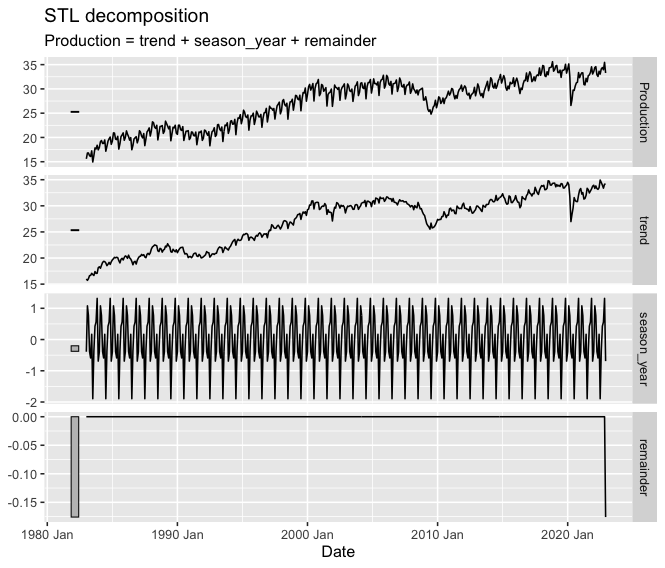 STL decomposition
Production = trend + season_year + remainder
35
30
25
20
15
Production
35
30
25
20
15
trend
1
0
-1
-2
season_year
0.00
-0.05
-0.10
-0.15
remainder
1980 Jan 1990 Jan 2000 Jan 2010 Jan 2020 Jan
Date